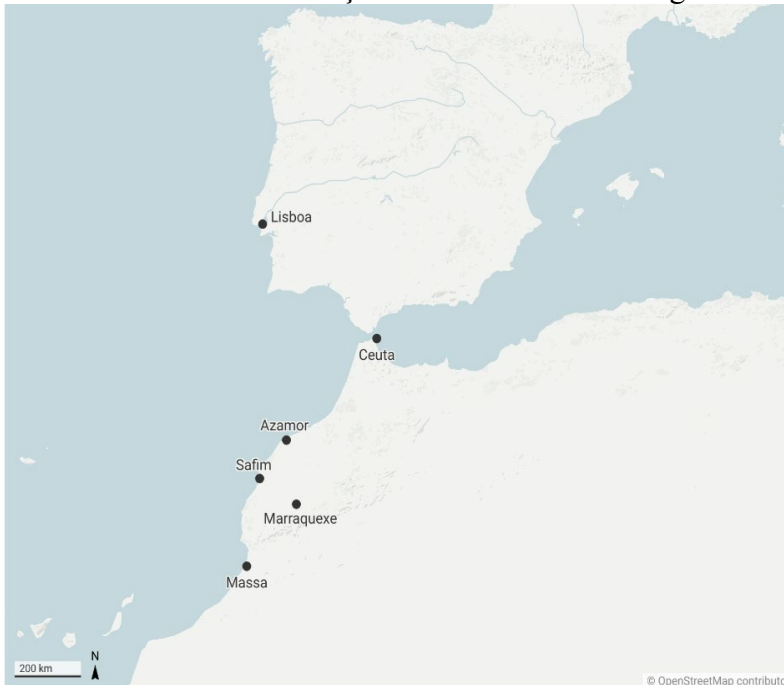 Lisboa
Ceuta
Azamor
Safim
Marraquexe
Massa
N
200 km
© OpenStreetMap contributo